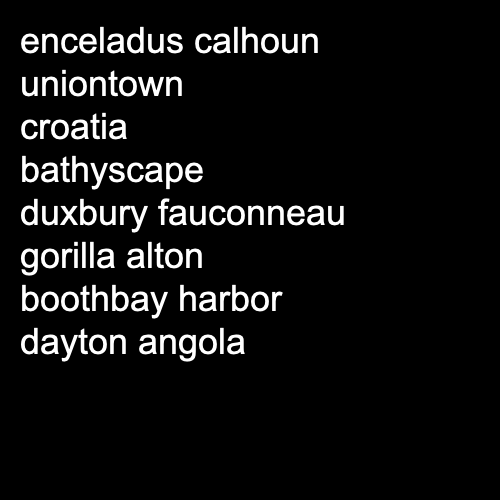 enceladus calhoun
uniontown
croatia
bathyscape
duxbury fauconneau
gorilla alton
boothbay harbor
dayton angola